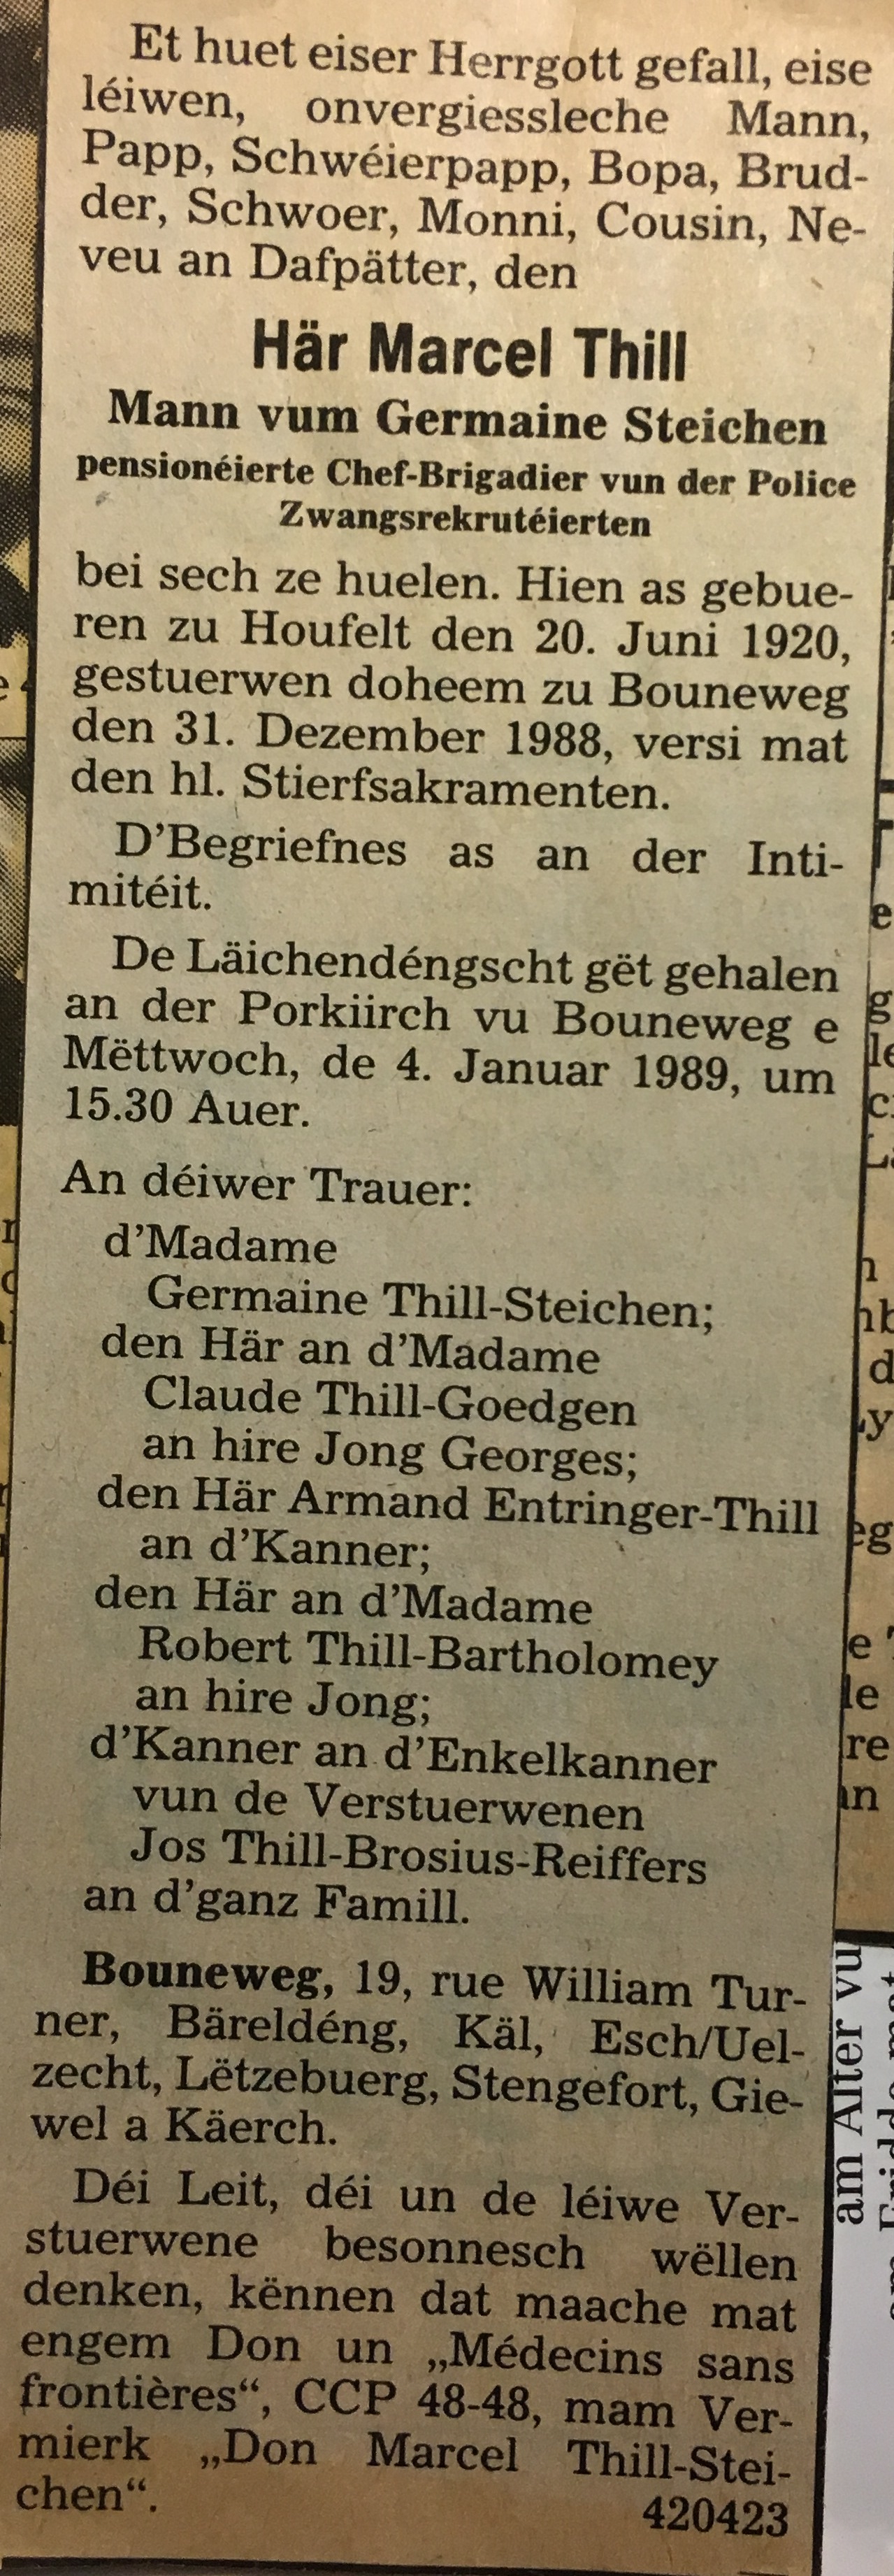 Et huet eiser Herrgott gefall, eise
léiwen, onvergiessleche Mann,
Papp, Schwéierpapp, Bopa, Brud-
der, Schwoer, Monni, Cousin, Ne-
veu an Dafpätter, den
Här Marcel Thill
Mann vum Germaine Steichen
pensionéierte Chef-Brigadier vun der Police
Zwangsrekrutéierten
bei sech ze huelen. Hien as gebue-
ren zu Houfelt den 20. Juni 1920,
gestuerwen doheem zu Bouneweg
den 31. Dezember 1988, versi mat
den hl. Stierfsakramenten.
D'Begriefnes as an der Inti-
mitéit.
De Läichendéngscht gët gehalen
an der Porkiirch vu Bouneweg e
Mëttwoch, de 4. Januar 1989, um
15.30 Auer.
An déiwer Trauer:
d'Madame
Germaine Thill-Steichen;
den Här an d'Madame
Claude Thill-Goedgen
an hire Jong Georges;
den Här Armand Entringer-Thill
an d'Kanner;
den Här an d'Madame
Robert Thill-Bartholomey
an hire Jong;
d'Kanner an d'Enkelkanner
vun de Verstuerwenen
Jos Thill-Brosius-Reiffers
an d'ganz Famill.
Bouneweg, 19, rue William Tur-
ner, Bäreldéng, Käl, Esch/Uel-
zecht, Lëtzebuerg, Stengefort, Gie-
wel a Käerch.
Déi Leit, déi un de léiwe Ver-
stuerwene besonnesch wëllen
denken, kënnen dat maache mat
engem Don un „Médecins sans
frontières“, CCP 48-48, mam Ver-
mierk „Don Marcel Thill-Stei-
chen“.
420423
am Alter vu